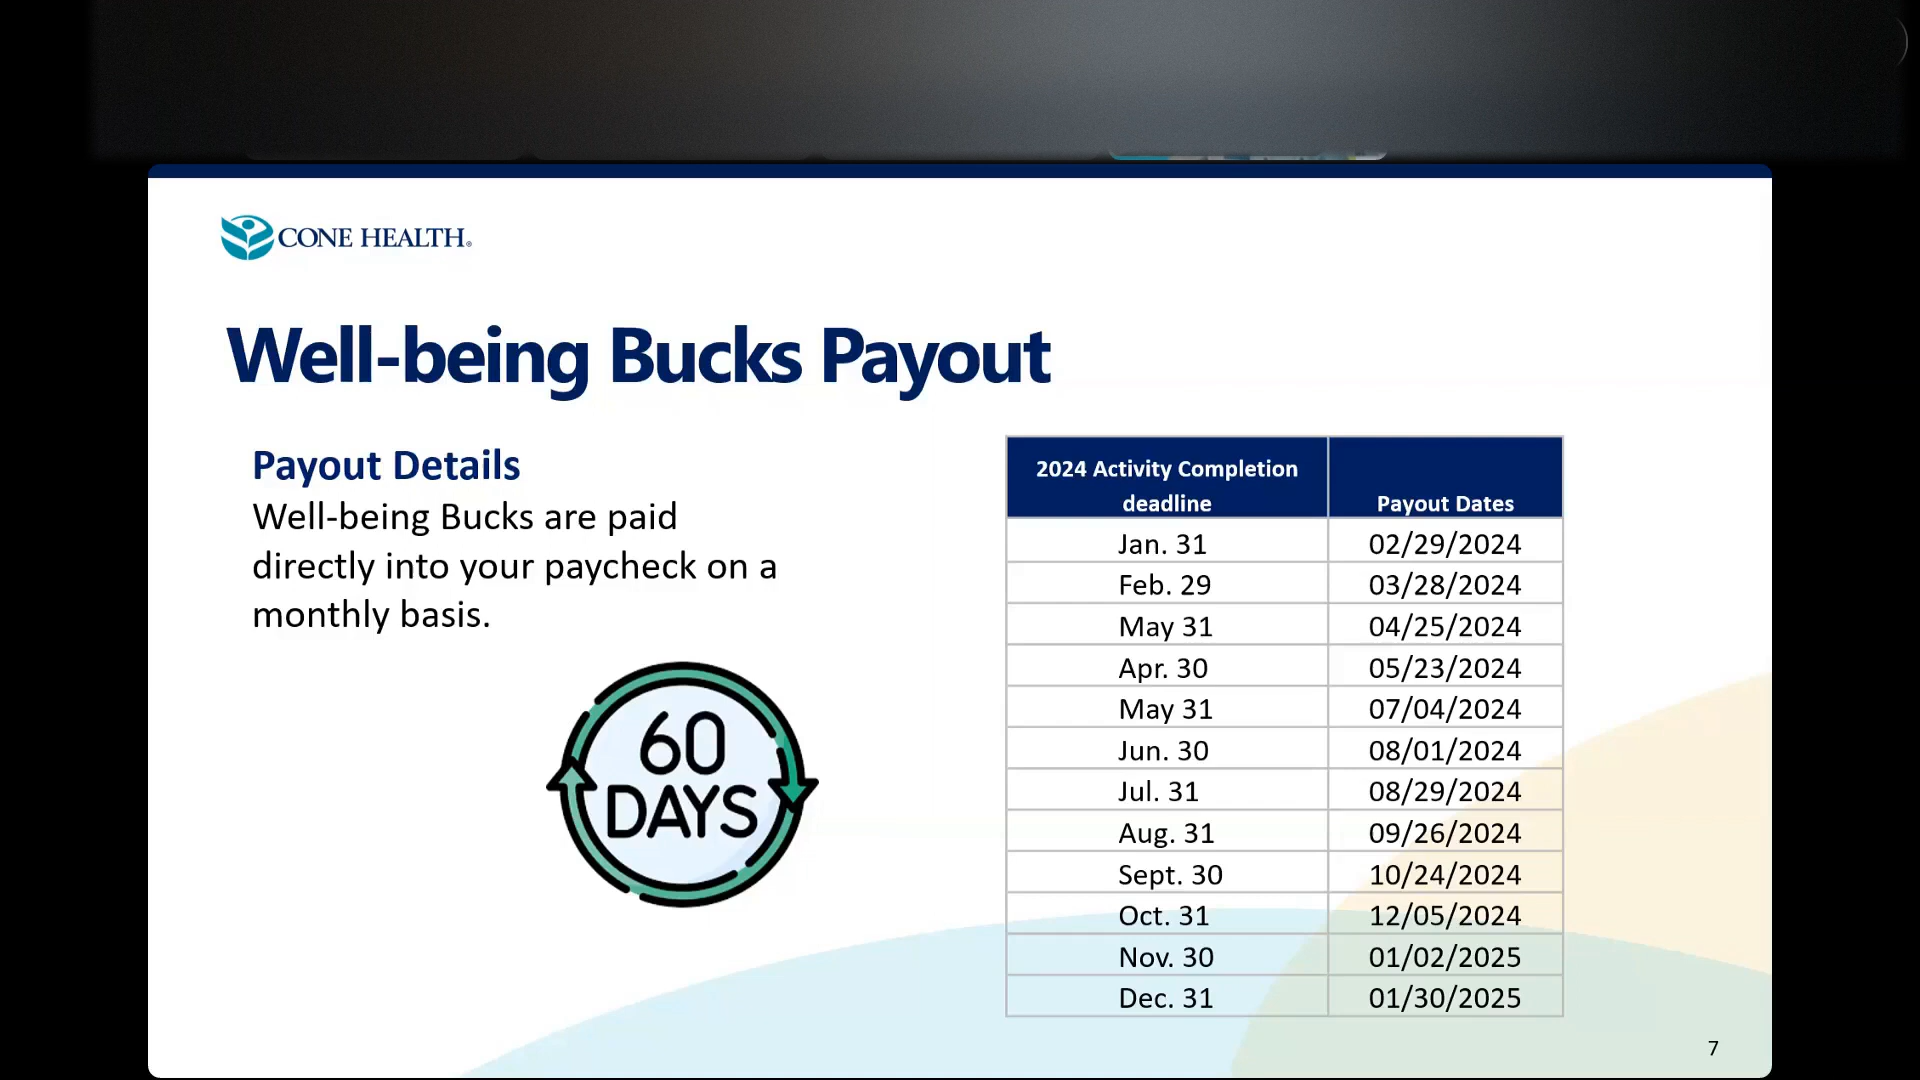 CONE HEALTH®
Well-being Bucks Payout
Payout Details
Well-being Bucks are paid
directly into your paycheck on a
monthly basis.
60
DAYS
2024 Activity Completion
deadline
Payout Dates
Jan. 31 02/29/2024
Feb. 29 03/28/2024
May 31 04/25/2024
Apr. 30 05/23/2024
May 31 07/04/2024
Jun. 30 08/01/2024
Jul. 31 08/29/2024
Aug. 31 09/26/2024
Sept. 30 10/24/2024
Oct. 31 12/05/2024
Nov. 30 01/02/2025
Dec. 31 01/30/2025
7